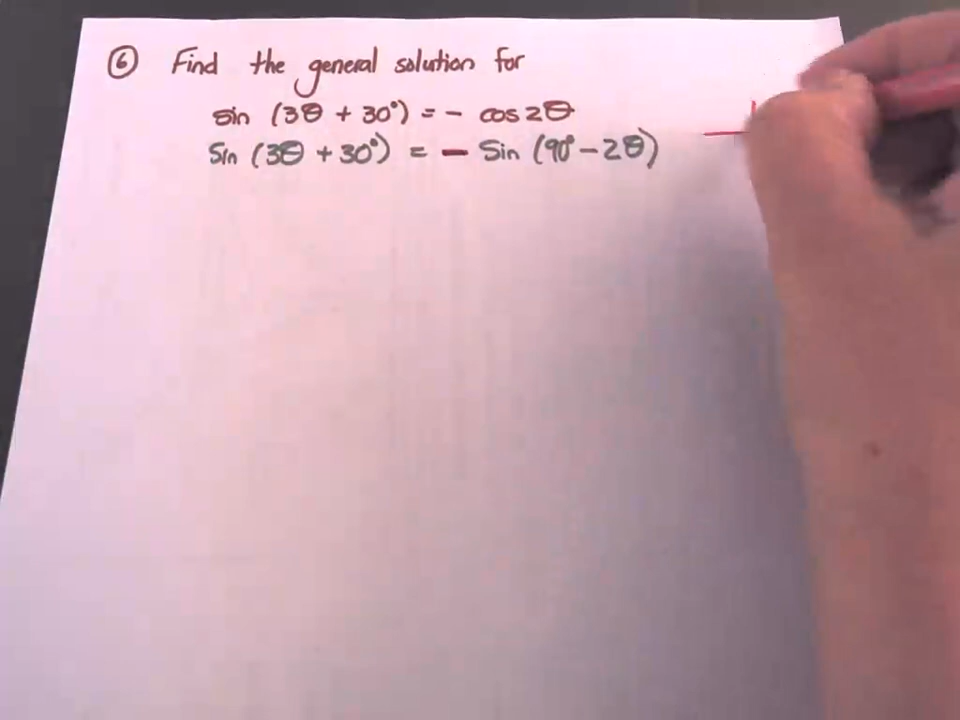 ⑥ Find the general solution for
sin (3θ + 30°) = - cos 2θ
Sin (3θ + 30°) = - Sin (90° - 2θ)